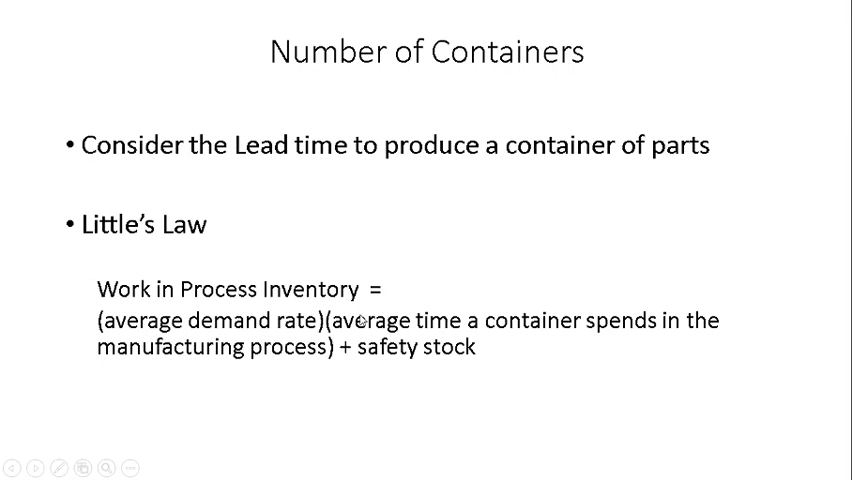 Number of Containers
• Consider the Lead time to produce a container of parts
• Little's Law
Work in Process Inventory =
(average demand rate)(average time a container spends in the
manufacturing process) + safety stock